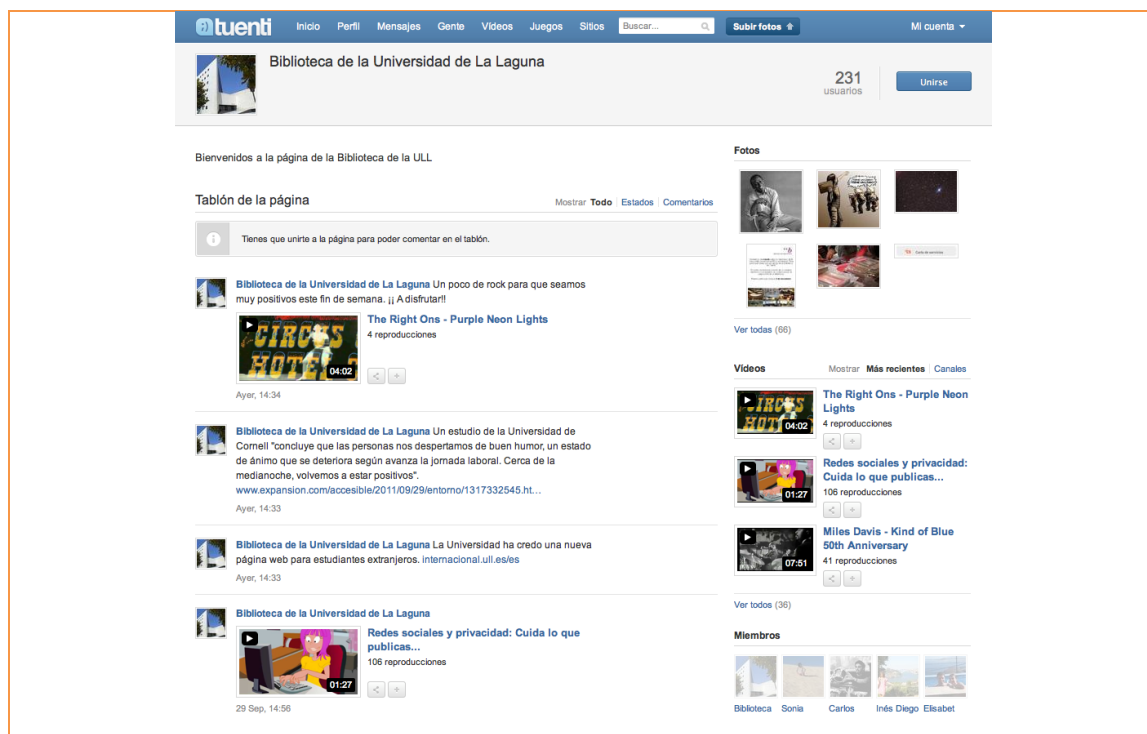 tuenti Inicio Perfil Mensajes Gente Vídeos Juegos Sitios Buscar... Subir fotos Mi cuenta
Biblioteca de la Universidad de La Laguna
231
usuarios
Unirse
Bienvenidos a la página de la Biblioteca de la ULL
Tablón de la página
Mostrar Todo Estados Comentarios
Tienes que unirte a la página para poder comentar en el tablón.
Biblioteca de la Universidad de La Laguna Un poco de rock para que seamos
muy positivos este fin de semana. ¡¡ A disfrutar!!
CIRCUS
HOTEL
04:02
The Right Ons - Purple Neon Lights
4 reproducciones
Ayer, 14:34
Biblioteca de la Universidad de La Laguna Un estudio de la Universidad de
Cornell "concluye que las personas nos despertamos de buen humor, un estado
de ánimo que se deteriora según avanza la jornada laboral. Cerca de la
medianoche, volvemos a estar positivos".
www.expansion.com/accesible/2011/09/29/entorno/1317332545.ht...
Ayer, 14:33
Biblioteca de la Universidad de La Laguna La Universidad ha credo una nueva
página web para estudiantes extranjeros. internacional.ull.es/es
Ayer, 14:33
Biblioteca de la Universidad de La Laguna
01:27
Redes sociales y privacidad: Cuida lo que
publicas...
106 reproducciones
29 Sep, 14:56
Fotos
Ver todas (66)
Vídeos
Mostrar Más recientes Canales
04:02
The Right Ons - Purple Neon
Lights
4 reproducciones
01:27
Redes sociales y privacidad:
Cuida lo que publicas...
106 reproducciones
07:51
Miles Davis - Kind of Blue
50th Anniversary
41 reproducciones
Ver todos (36)
Miembros
Biblioteca Sonia Carlos Inés Diego Elisabet